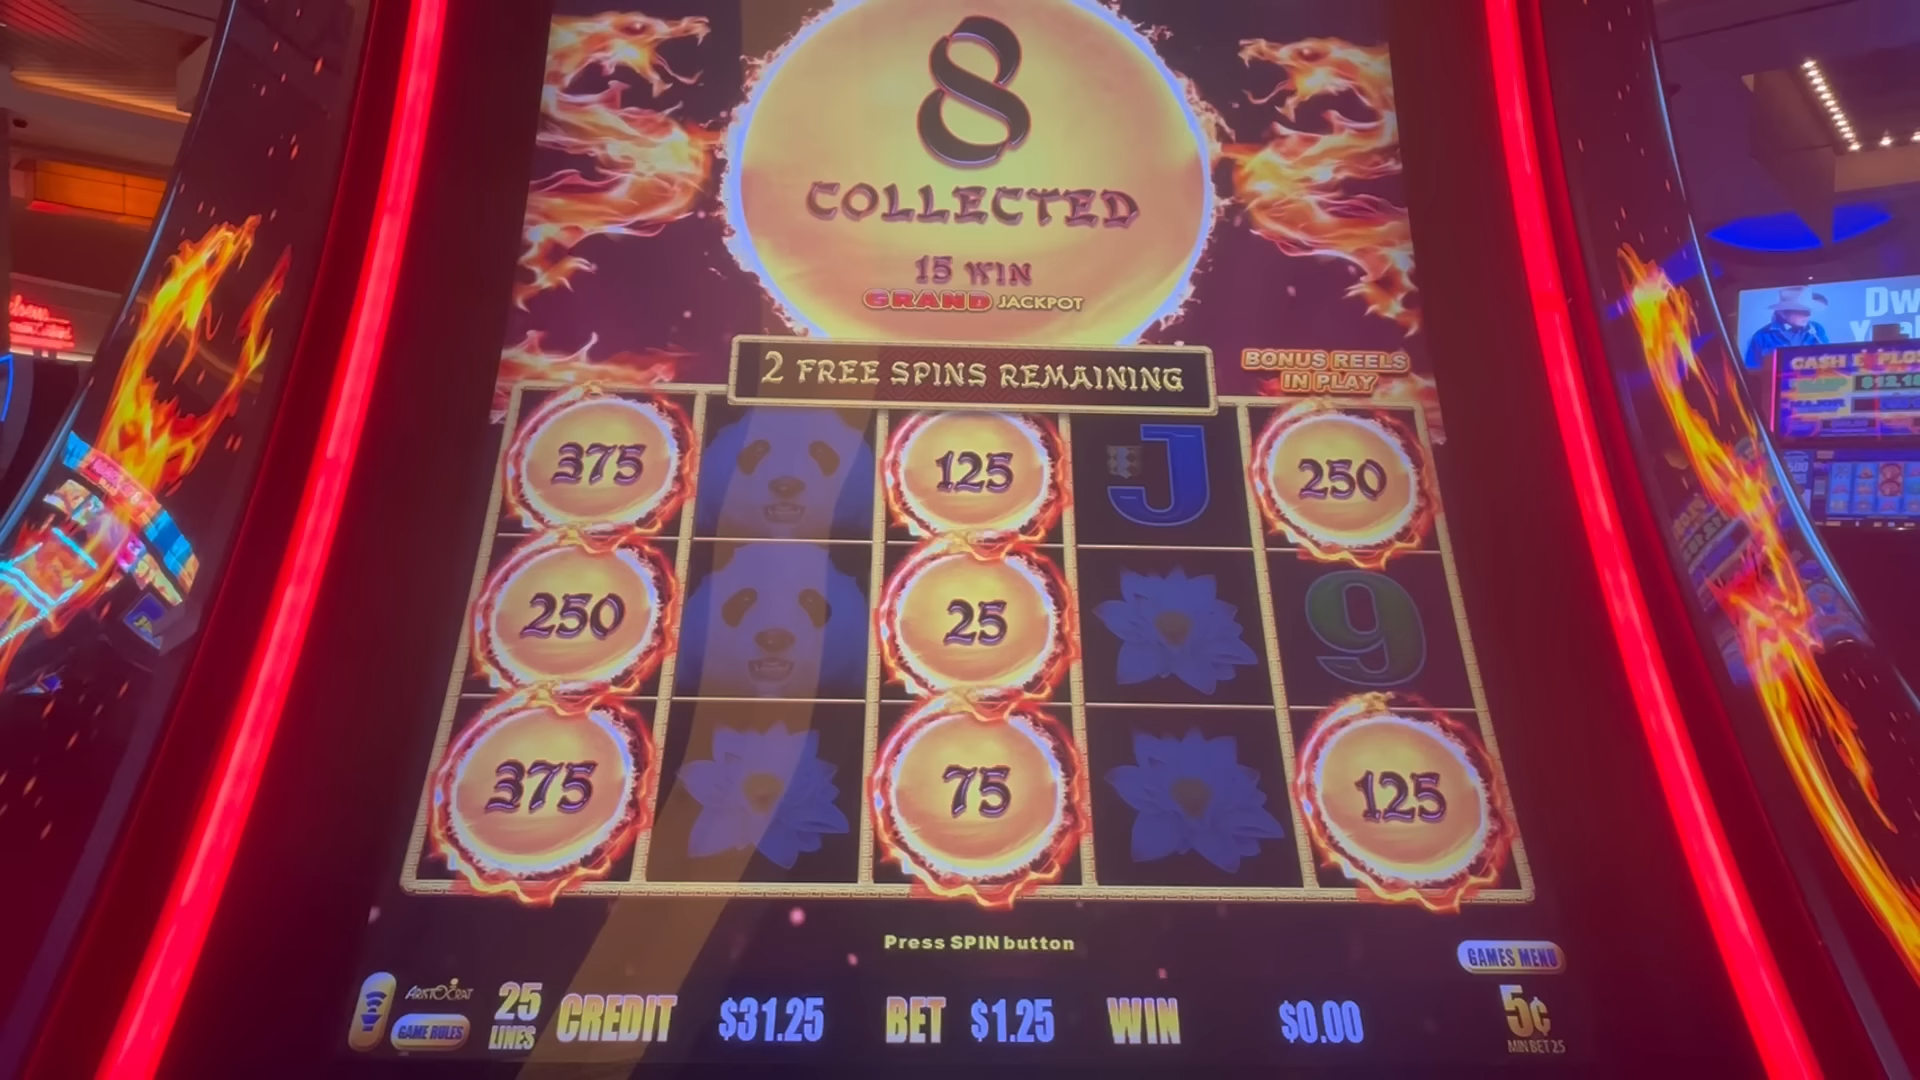 8
COLLECTED
15 WIN
GRAND JACKPOT
2 FREE SPINS REMAINING
BONUS REELS
IN PLAY
375
125
J
250
250
25
9
375
75
125
Press SPIN button
GAMES MENU
ARISTOCRAT
GAME RULES
25
LINES
CREDIT $31.25 BET $1.25 WIN $0.00
5¢
MIN BET 25
Dw